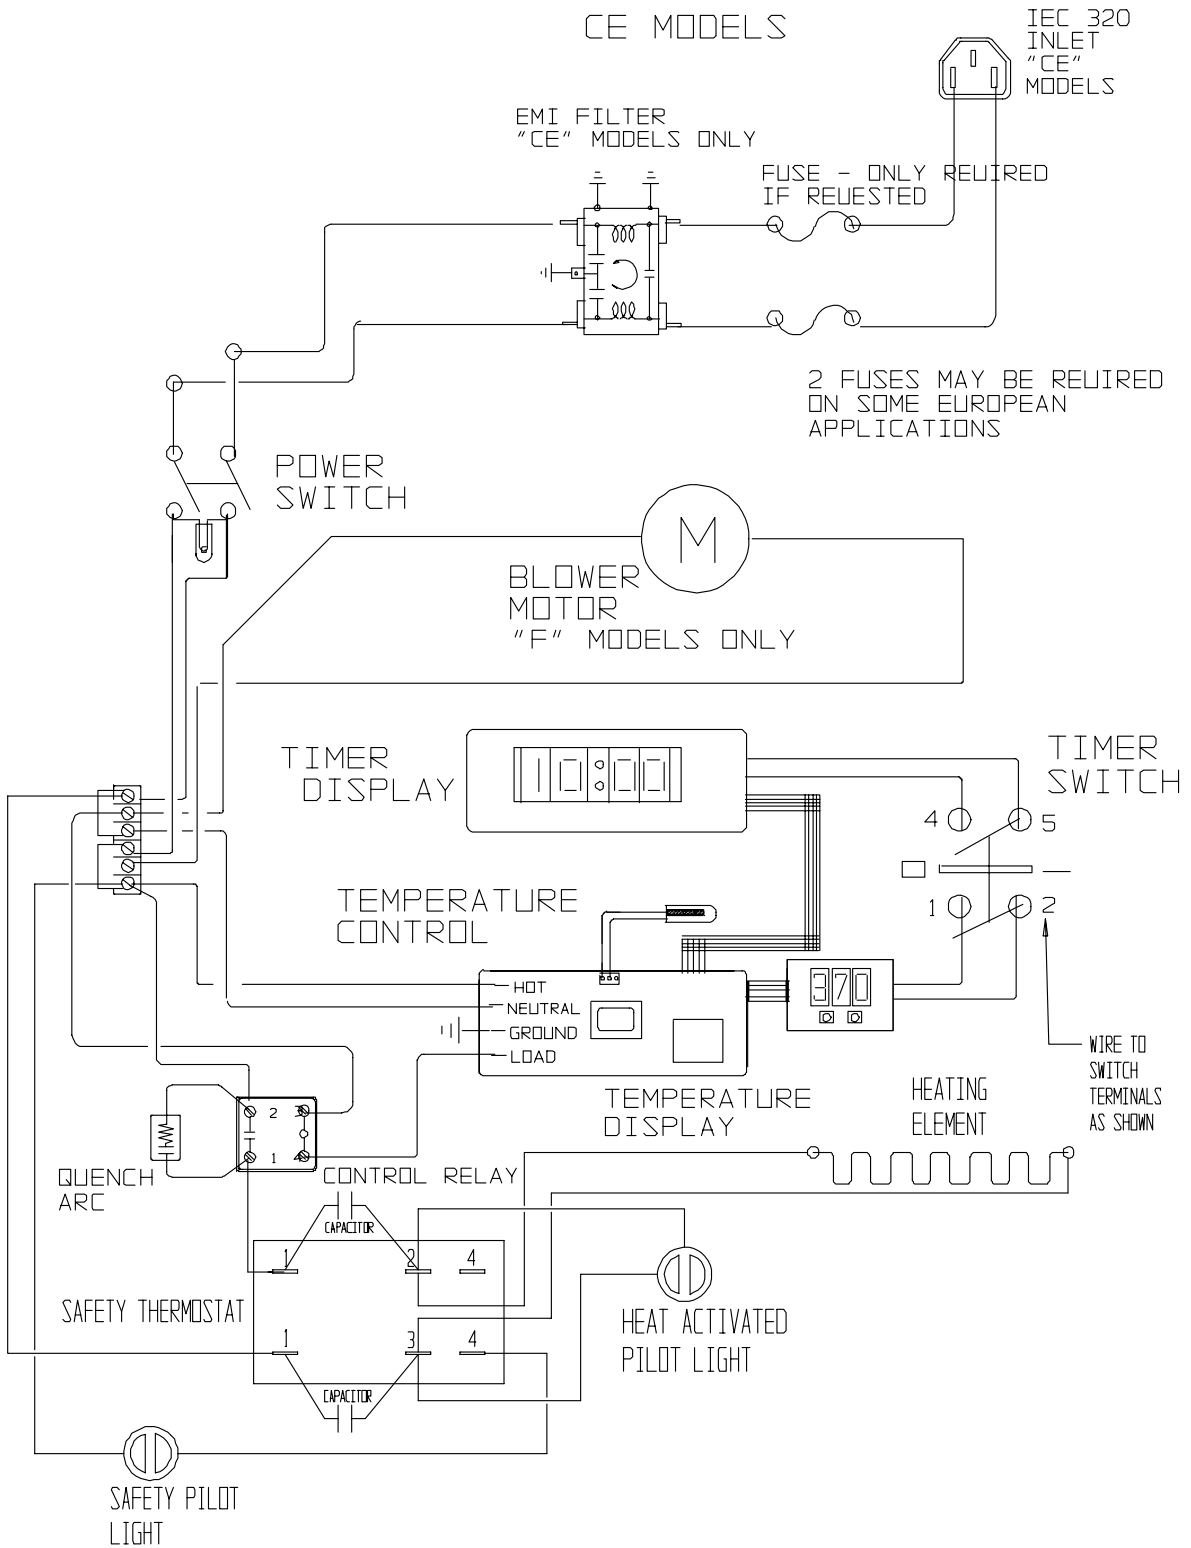 CE MODELS
IEC 320
INLET
"CE"
MODELS
EMI FILTER
"CE" MODELS ONLY
FUSE - ONLY REUIRED
IF REUESTED
2 FUSES MAY BE REUIRED
ON SOME EUROPEAN
APPLICATIONS
POWER
SWITCH
M
BLOWER
MOTOR
"F" MODELS ONLY
TIMER
DISPLAY
10:00
TIMER
SWITCH
4
5
1
2
TEMPERATURE
CONTROL
HOT
NEUTRAL
GROUND
LOAD
370
WIRE TO
SWITCH
TERMINALS
AS SHOWN
TEMPERATURE
DISPLAY
HEATING
ELEMENT
2
3
1
4
QUENCH
ARC
CONTROL RELAY
CAPACITOR
1
2
4
SAFETY THERMOSTAT
1
3
4
CAPACITOR
HEAT ACTIVATED
PILOT LIGHT
SAFETY PILOT
LIGHT